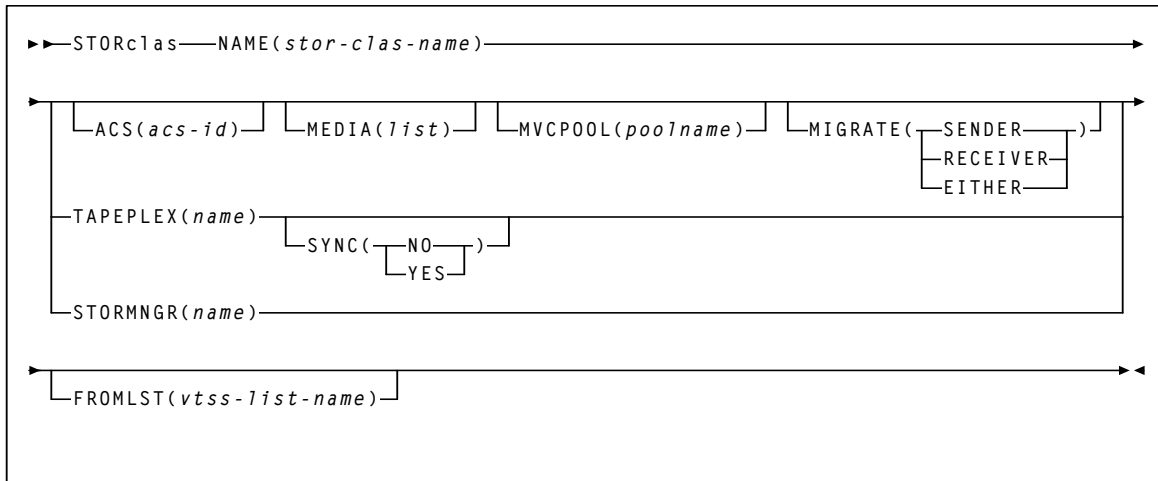 STORclas NAME(stor-clas-name)
ACS(acs-id) MEDIA(list) MVCPOOL(poolname) MIGRATE( SENDER )
RECEIVER
EITHER
TAPEPLEX(name)
SYNC( NO )
YES
STORMNGR(name)
FROMLST(vtss-list-name)